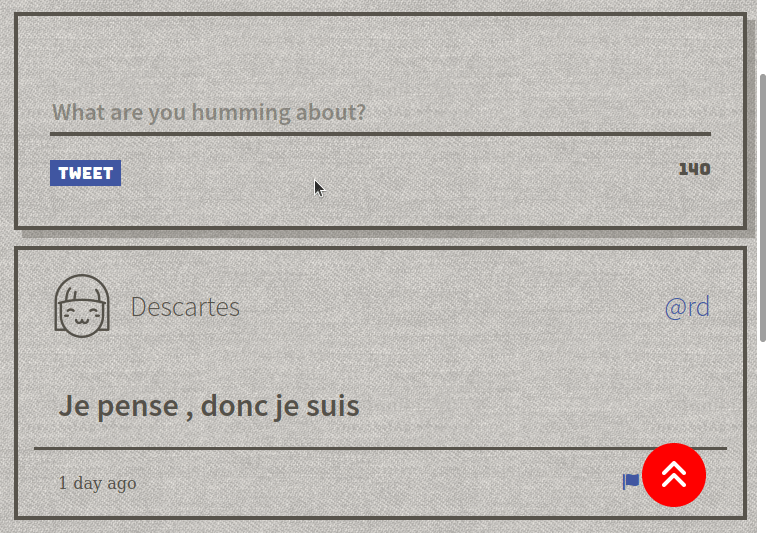 What are you humming about?
TWEET
140
Descartes
@rd
Je pense , donc je suis
1 day ago